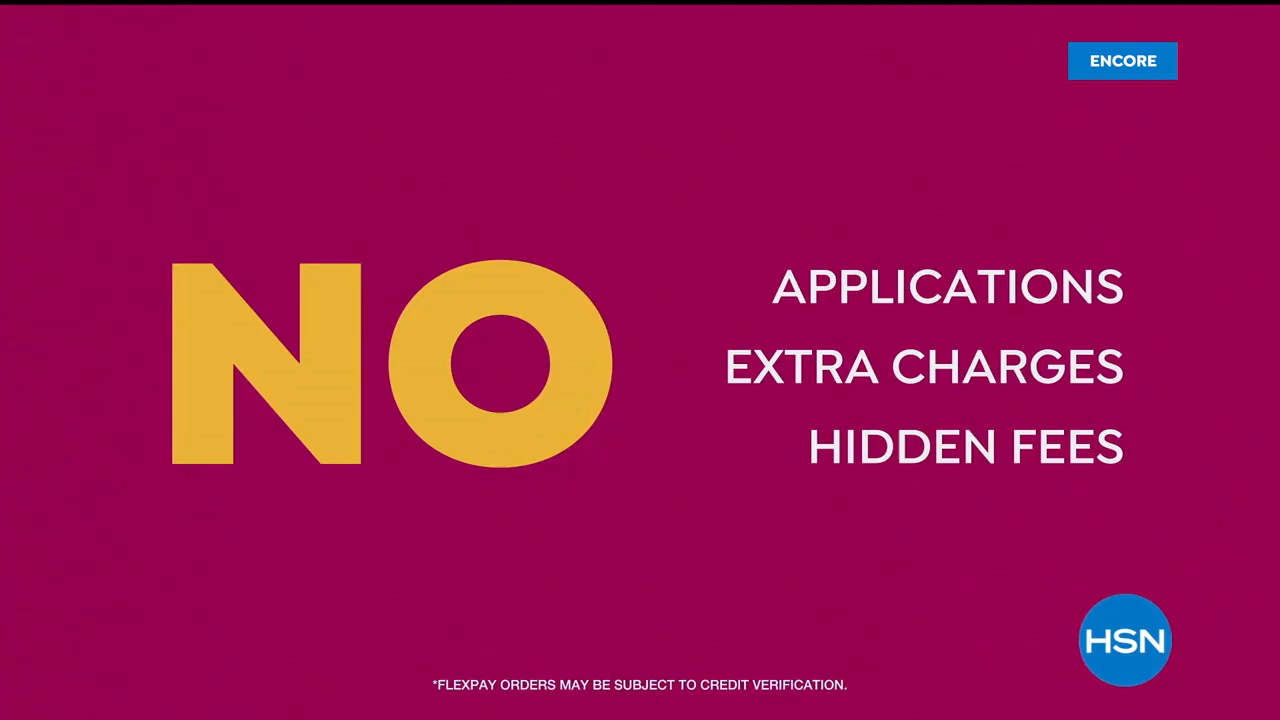 ENCORE
NO
APPLICATIONS
EXTRA CHARGES
HIDDEN FEES
HSN
*FLEXPAY ORDERS MAY BE SUBJECT TO CREDIT VERIFICATION.